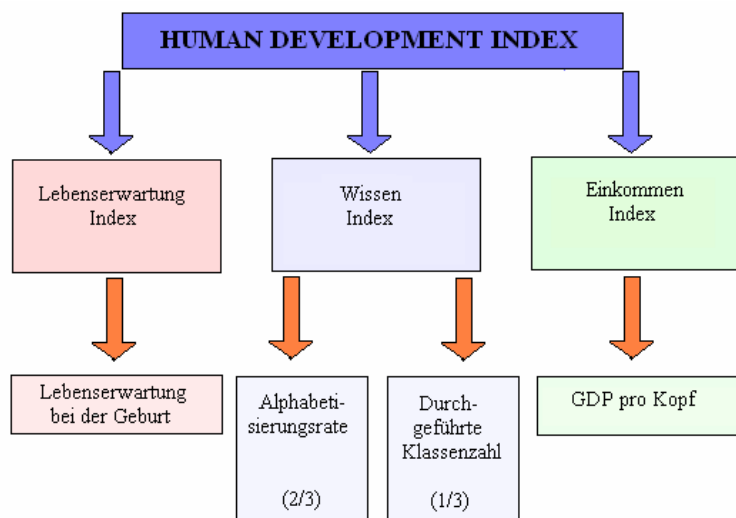 HUMAN DEVELOPMENT INDEX
Lebenserwartung
Index
Wissen
Index
Einkommen
Index
Lebenserwartung
bei der Geburt
Alphabeti-
sierungsrate
(2/3)
Durch-
geführte
Klassenzahl
(1/3)
GDP pro Kopf